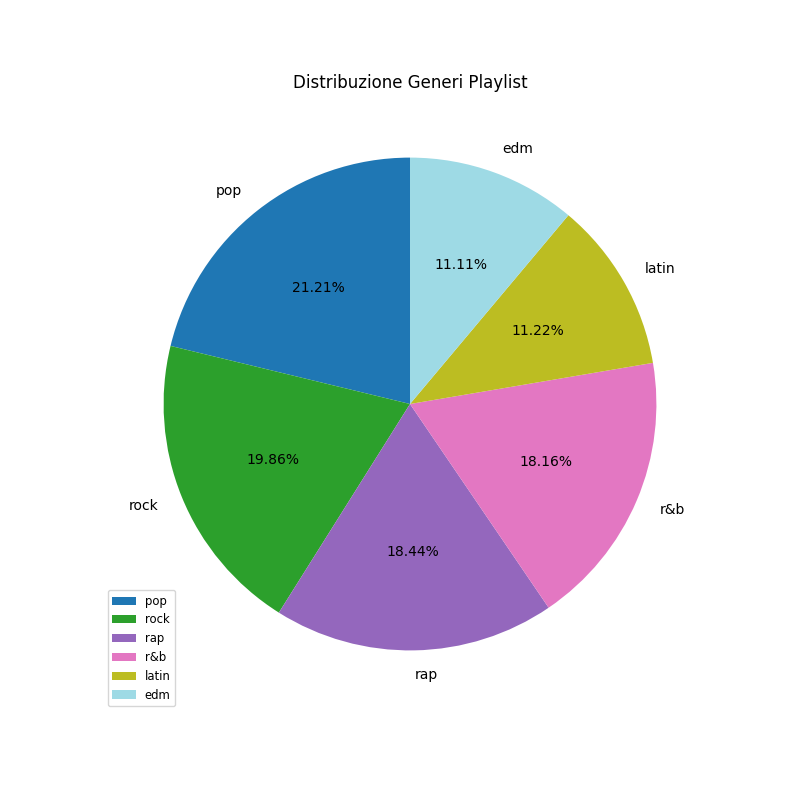 Distribuzione Generi Playlist
edm
pop
latin
11.11%
21.21%
11.22%
19.86%
18.16%
rock
r&b
18.44%
rap
pop
rock
rap
r&b
latin
edm